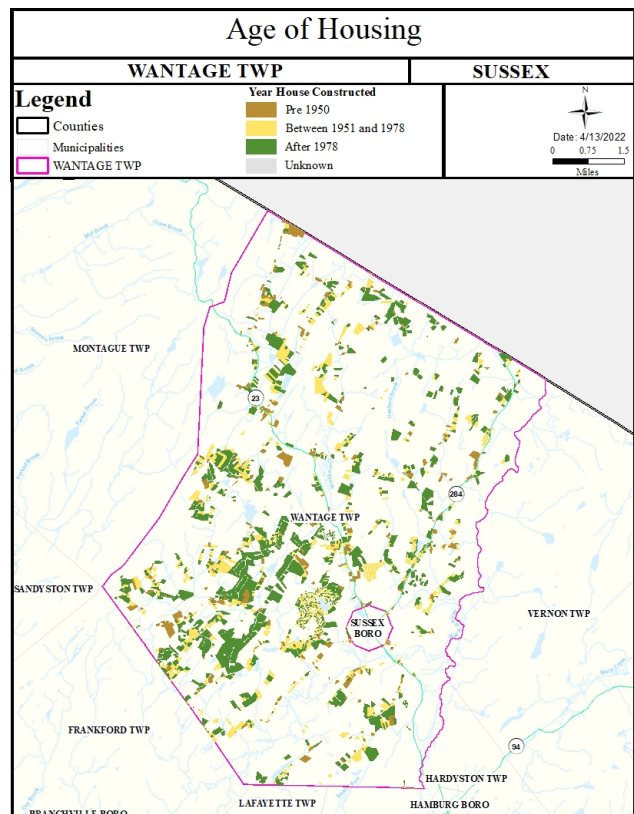 Age of Housing
WANTAGE TWP
SUSSEX
Legend
Counties
Municipalities
WANTAGE TWP
Year House Constructed
Pre 1950
Between 1951 and 1978
After 1978
Unknown
N
Date: 4/13/2022
0 0.75 1.5
Miles
MONTAGUE TWP
23
284
WANTAGE TWP
SANDYSTON TWP
SUSSEX
BORO
VERNON TWP
FRANKFORD TWP
94
HARDYSTON TWP
LAFAYETTE TWP
HAMBURG BORO
BRANCHVILLE BORO